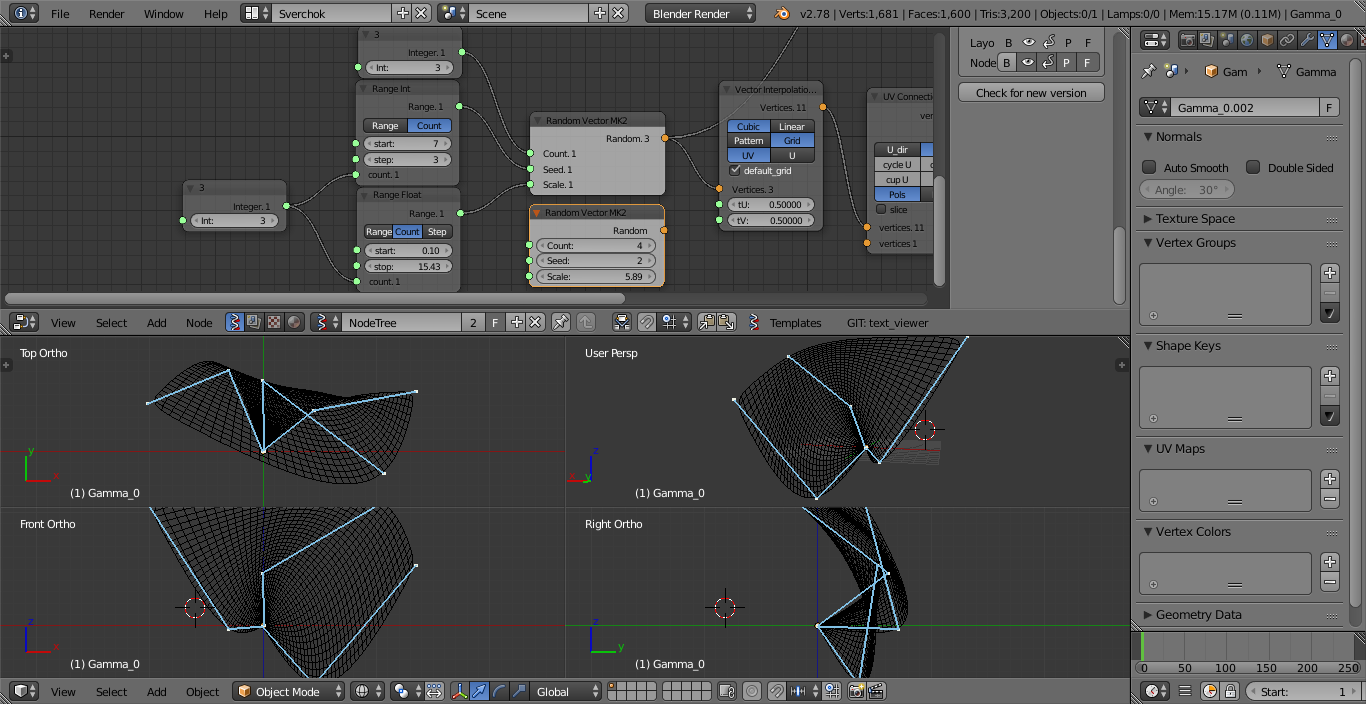 File Render Window Help Sverchok Scene Blender Render v2.78 | Verts:1,681 | Faces:1,600 | Tris:3,200 | Objects:0/1 | Lamps:0/0 | Mem:15.17M (0.11M) | Gamma_0
3
Integer. 1
Int: 3
Range Int
Range. 1
Range Count
start: 7
step: 3
count. 1
3
Integer. 1
Int: 3
Range Float
Range. 1
Range Count Step
start: 0.10
stop: 15.43
count. 1
Random Vector MK2
Random. 3
Count. 1
Seed. 1
Scale. 1
Random Vector MK2
Random
Count: 4
Seed: 2
Scale: 5.89
Vector Interpolatio...
Vertices. 11
Cubic Linear
Pattern Grid
UV U
default_grid
Vertices. 3
tU: 0.50000
tV: 0.50000
UV Connectio
U_dir
cycle U
cup U
Pols
slice
vertices. 11
vertices 1
Layo B P F
Node B P F
Check for new version
View Select Add Node NodeTree 2 F Templates GIT: text_viewer
Top Ortho
y
x
(1) Gamma_0
User Persp
z
x
y
(1) Gamma_0
Front Ortho
z
x
(1) Gamma_0
Right Ortho
z
y
(1) Gamma_0
View Select Add Object Object Mode Global
Gam Gamma
Gamma_0.002 F
Normals
Auto Smooth Double Sided
Angle: 30°
Texture Space
Vertex Groups
Shape Keys
UV Maps
Vertex Colors
Geometry Data
0 50 100 150 200 250
Start: 1